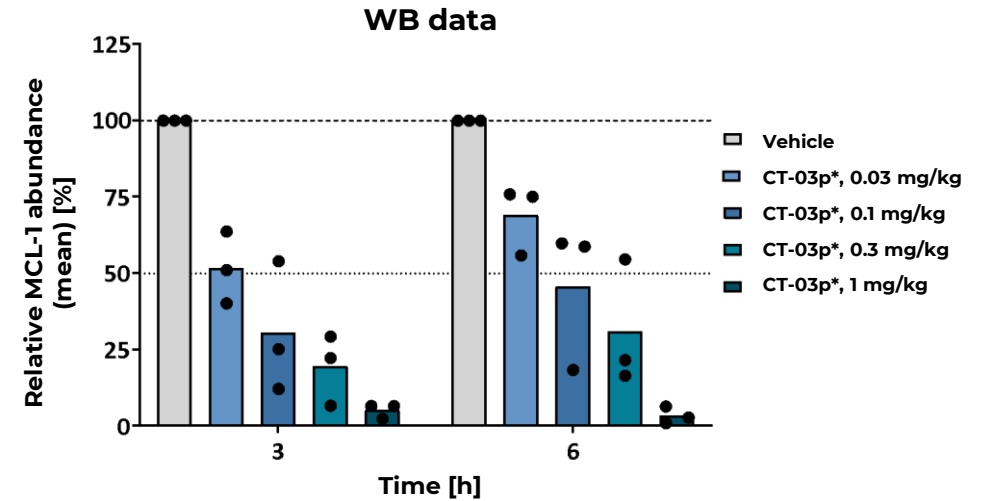 WB data
Relative MCL-1 abundance
(mean) [%]
125
100
75
50
25
0
3
6
Time [h]
Vehicle
CT-03p*, 0.03 mg/kg
CT-03p*, 0.1 mg/kg
CT-03p*, 0.3 mg/kg
CT-03p*, 1 mg/kg